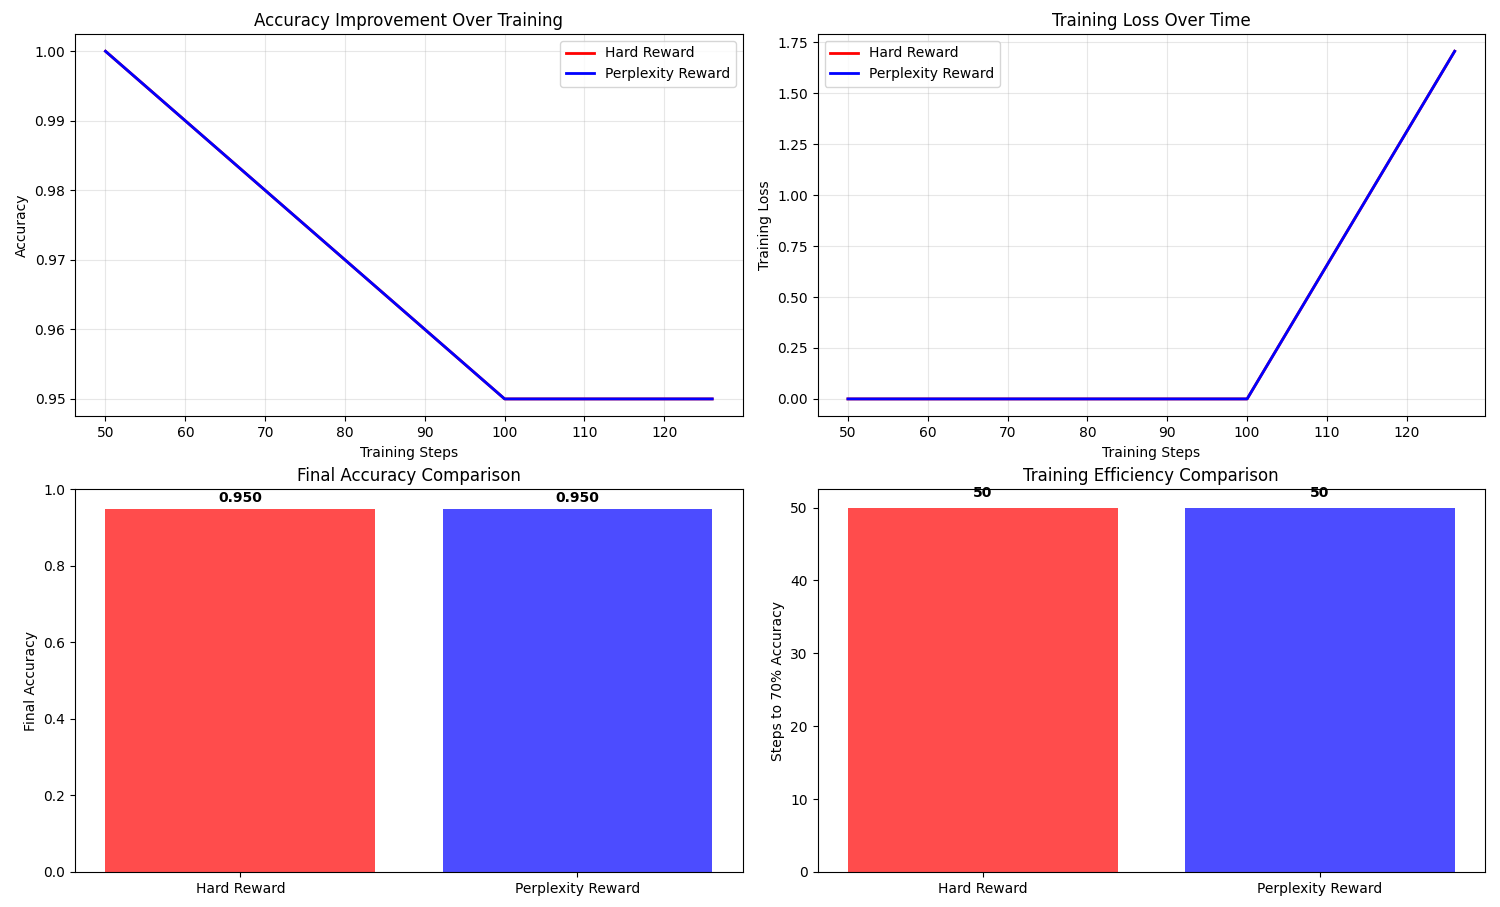 Accuracy Improvement Over Training
1.00
0.99
0.98
0.97
0.96
0.95
Accuracy
Hard Reward
Perplexity Reward
50 60 70 80 90 100 110 120
Training Steps
Training Loss Over Time
1.75
1.50
1.25
1.00
0.75
0.50
0.25
0.00
Training Loss
Hard Reward
Perplexity Reward
50 60 70 80 90 100 110 120
Training Steps
Final Accuracy Comparison
1.0
0.8
0.6
0.4
0.2
0.0
Final Accuracy
0.950 0.950
Hard Reward Perplexity Reward
Training Efficiency Comparison
50
40
30
20
10
0
Steps to 70% Accuracy
50 50
Hard Reward Perplexity Reward